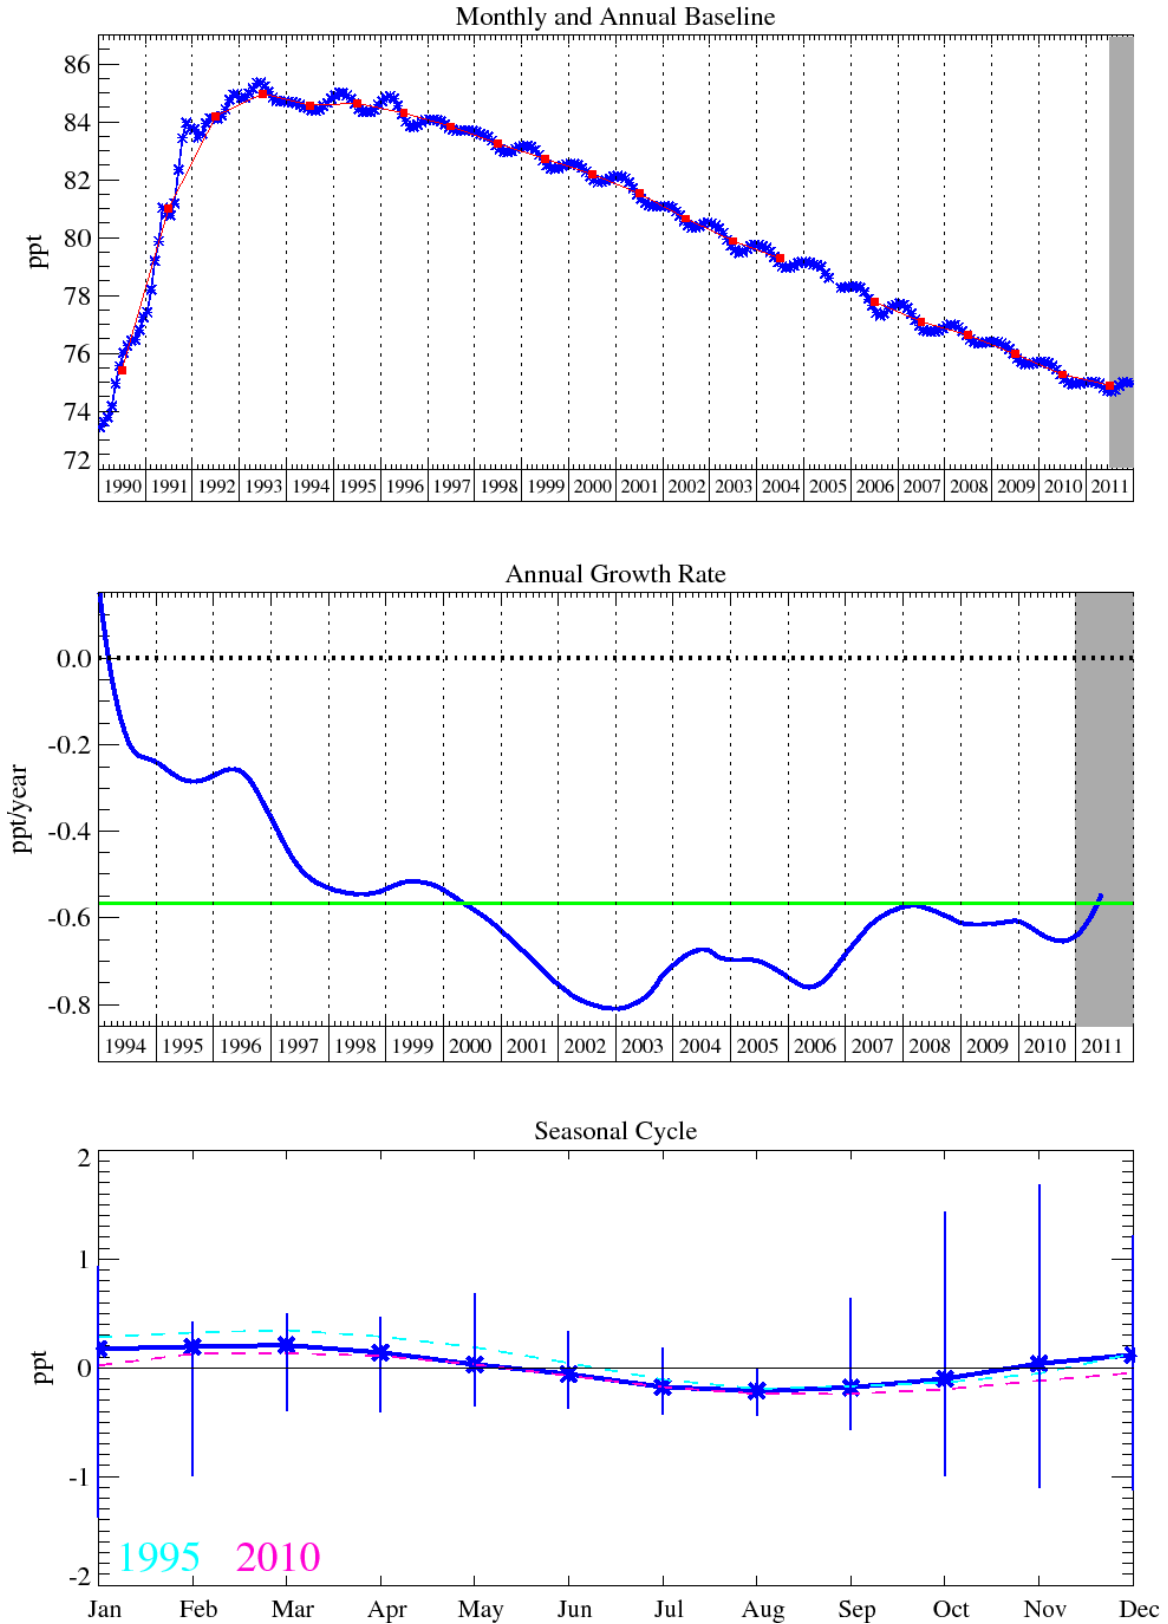 Monthly and Annual Baseline
86
84
82
80
78
76
74
72
ppt
1990 1991 1992 1993 1994 1995 1996 1997 1998 1999 2000 2001 2002 2003 2004 2005 2006 2007 2008 2009 2010 2011
Annual Growth Rate
0.0
-0.2
-0.4
-0.6
-0.8
ppt/year
1994 1995 1996 1997 1998 1999 2000 2001 2002 2003 2004 2005 2006 2007 2008 2009 2010 2011
Seasonal Cycle
2
1
0
-1
-2
ppt
1995 2010
Jan Feb Mar Apr May Jun Jul Aug Sep Oct Nov Dec